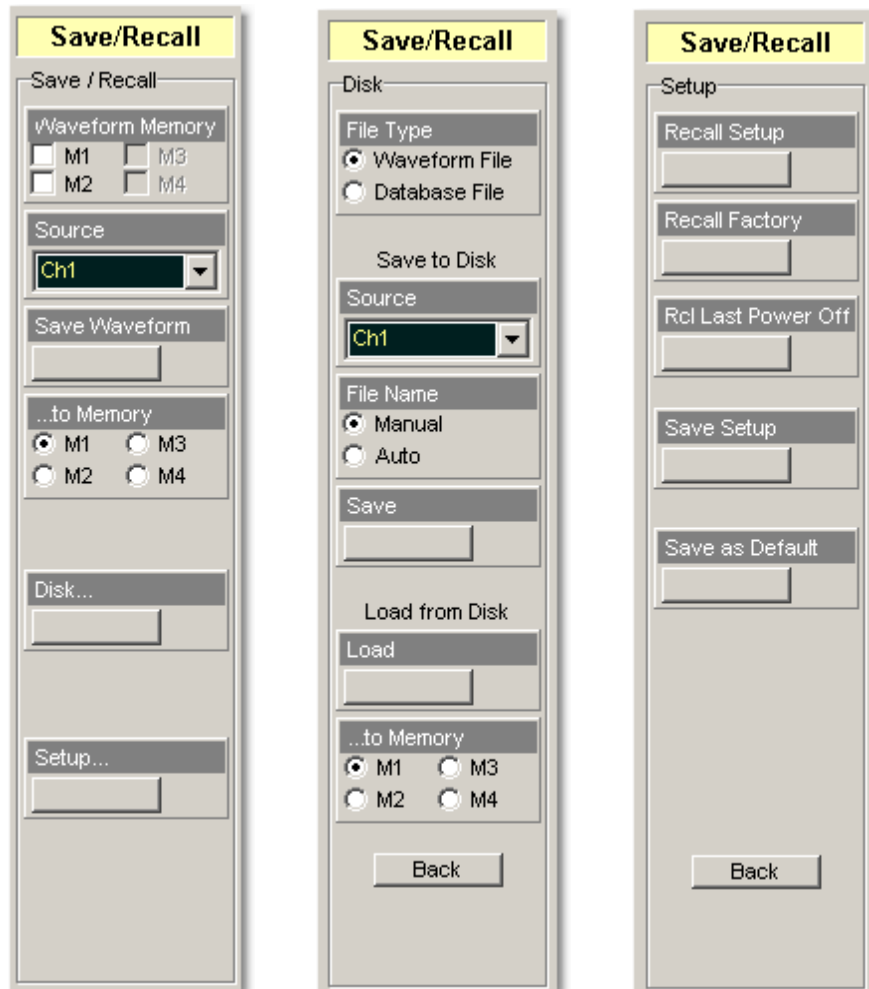 Save/Recall
Save / Recall
Waveform Memory
M1 M3
M2 M4
Source
Ch1
Save Waveform
...to Memory
M1 M3
M2 M4
Disk...
Setup...
Save/Recall
Disk
File Type
Waveform File
Database File
Save to Disk
Source
Ch1
File Name
Manual
Auto
Save
Load from Disk
Load
...to Memory
M1 M3
M2 M4
Back
Save/Recall
Setup
Recall Setup
Recall Factory
Rcl Last Power Off
Save Setup
Save as Default
Back